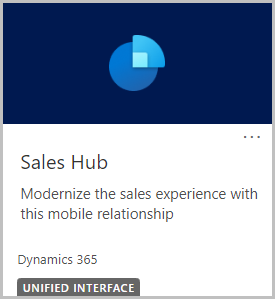 Sales Hub
Modernize the sales experience with
this mobile relationship
Dynamics 365
UNIFIED INTERFACE